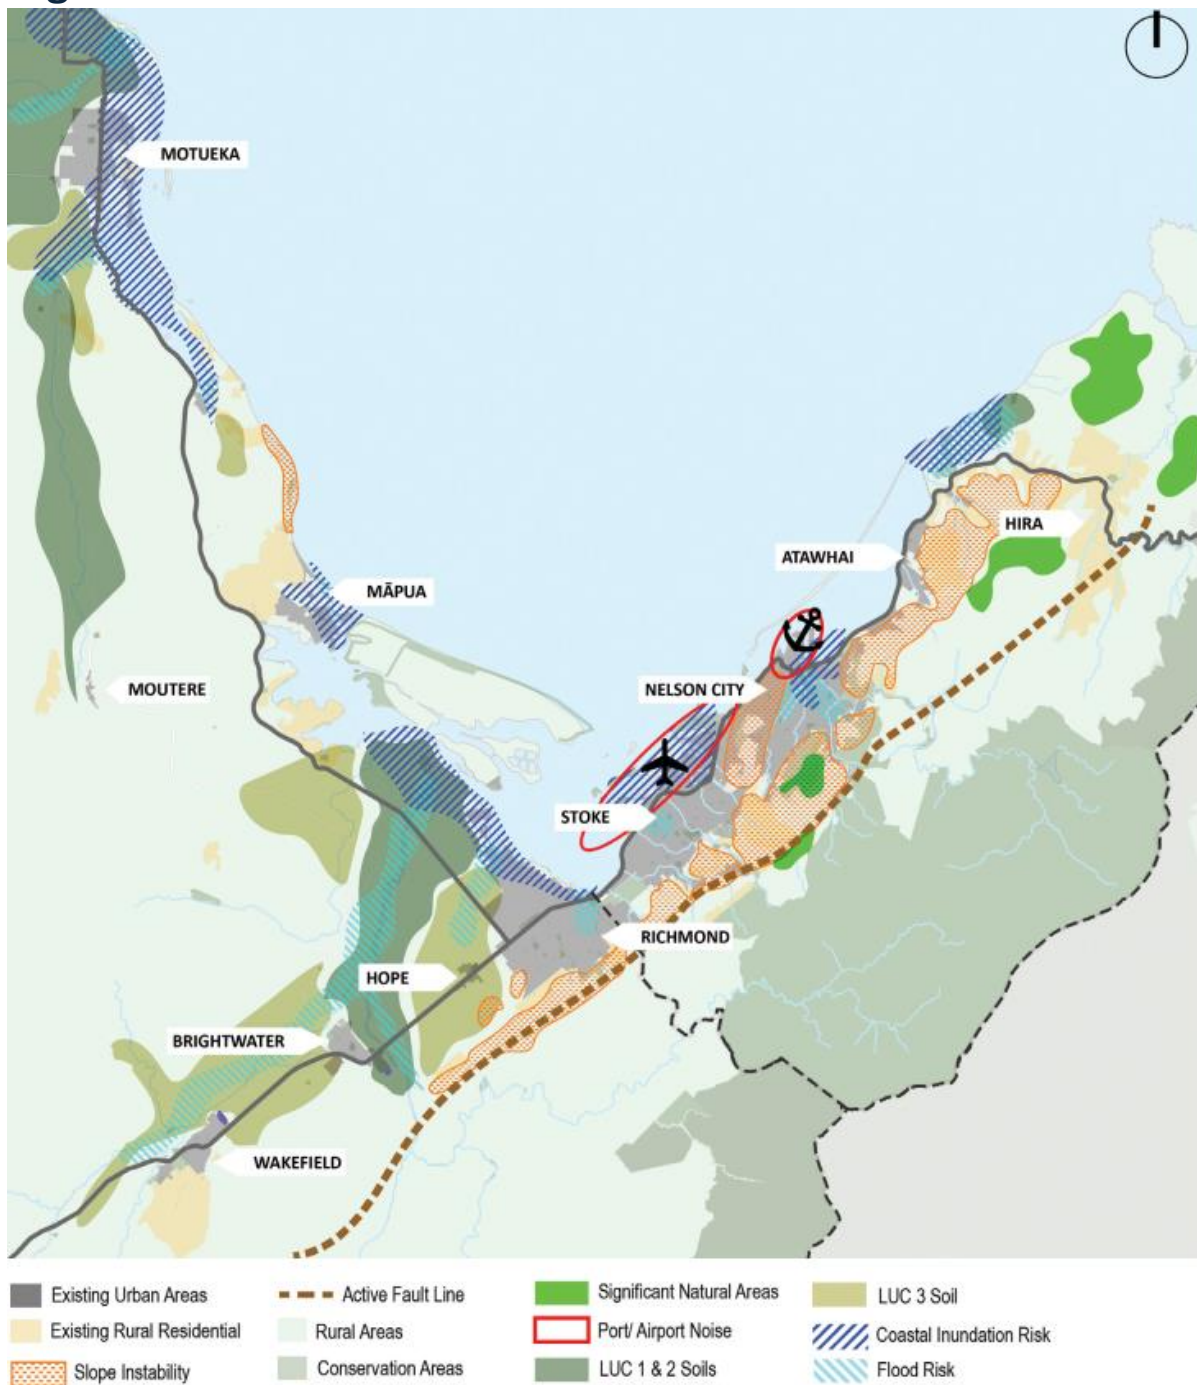 MOTUEKA
HIRA
ATAWHAI
MĀPUA
MOUTERE
NELSON CITY
STOKE
RICHMOND
HOPE
BRIGHTWATER
WAKEFIELD
Existing Urban Areas
Active Fault Line
Significant Natural Areas
LUC 3 Soil
Existing Rural Residential
Rural Areas
Port/ Airport Noise
Coastal Inundation Risk
Slope Instability
Conservation Areas
LUC 1 & 2 Soils
Flood Risk